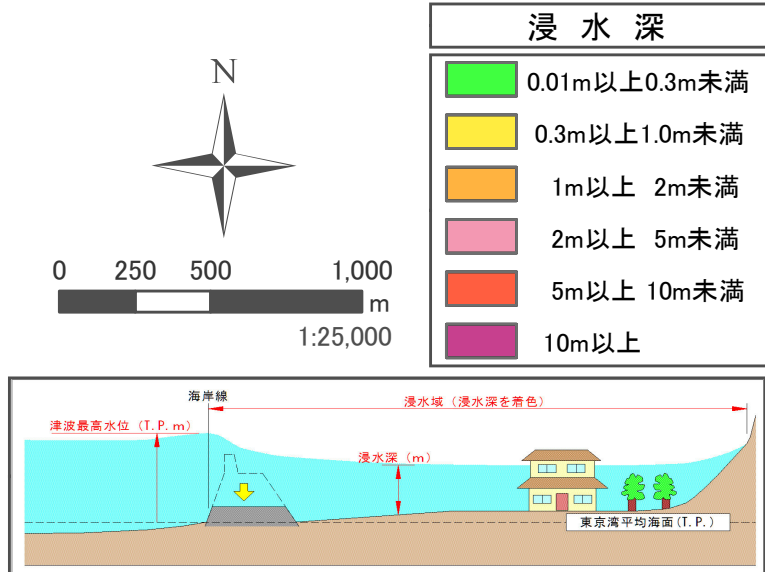 浸水深
N
0.01m以上0.3m未満
0.3m以上1.0m未満
1m以上 2m未満
2m以上 5m未満
5m以上 10m未満
10m以上
0 250 500 1,000
m
1:25,000
海岸線
津波最高水位（T.P. m）
浸水域（浸水深を着色）
浸水深（m）
東京湾平均海面(T.P.)